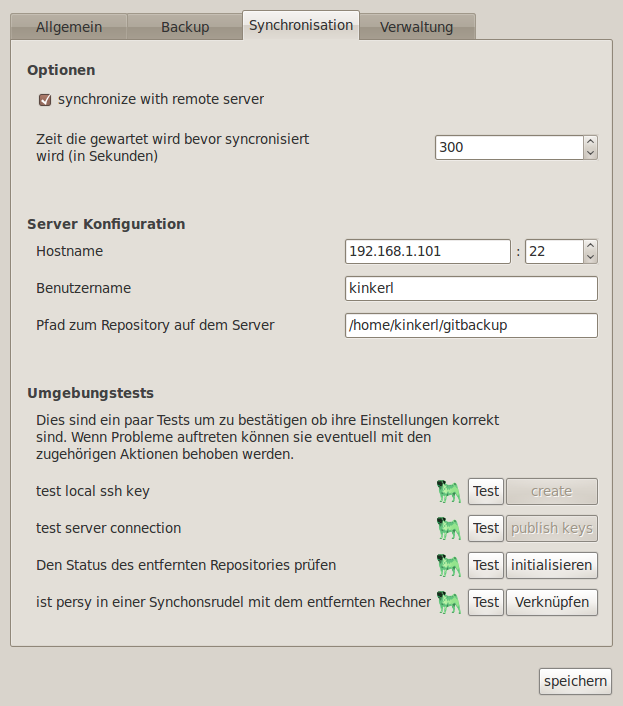 Allgemein Backup Synchronisation Verwaltung
Optionen
synchronize with remote server
Zeit die gewartet wird bevor syncronisiert
wird (in Sekunden)
300
Server Konfiguration
Hostname 192.168.1.101 : 22
Benutzername kinkerl
Pfad zum Repository auf dem Server /home/kinkerl/gitbackup
Umgebungstests
Dies sind ein paar Tests um zu bestätigen ob ihre Einstellungen korrekt
sind. Wenn Probleme auftreten können sie eventuell mit den
zugehörigen Aktionen behoben werden.
test local ssh key Test create
test server connection Test publish keys
Den Status des entfernten Repositories prüfen Test initialisieren
ist persy in einer Synchonsrudel mit dem entfernten Rechner Test Verknüpfen
speichern